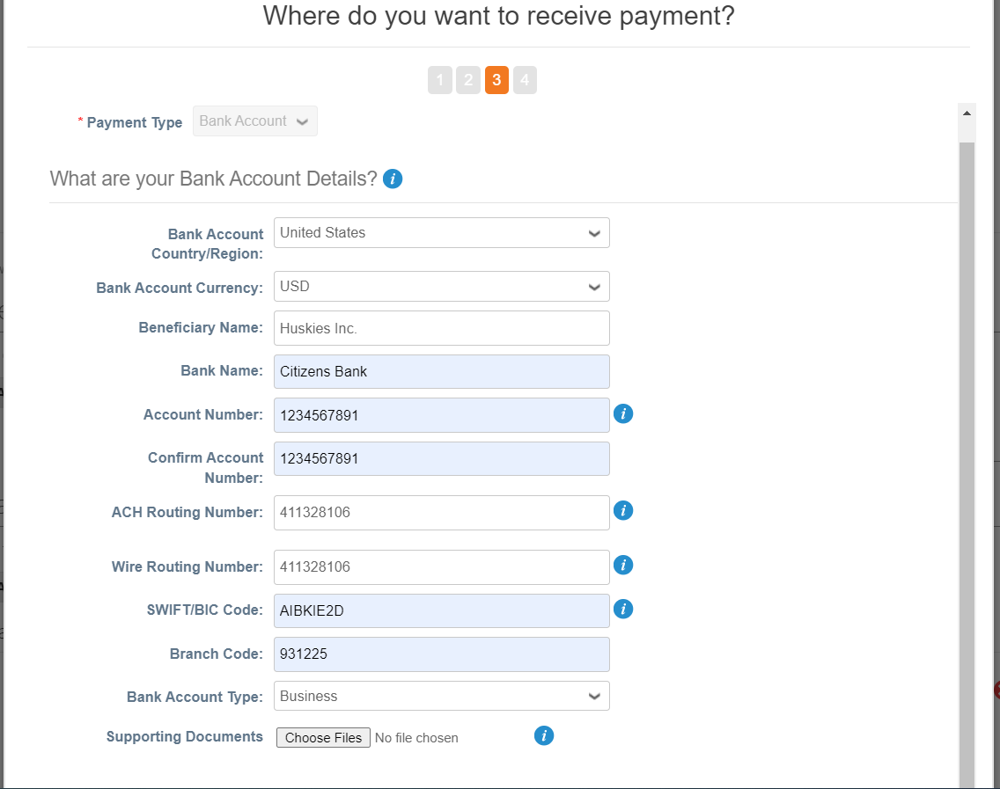 Where do you want to receive payment?
1 2 3 4
* Payment Type Bank Account
What are your Bank Account Details? i
Bank Account
Country/Region:
United States
Bank Account Currency: USD
Beneficiary Name: Huskies Inc.
Bank Name: Citizens Bank
Account Number: 1234567891 i
Confirm Account
Number:
1234567891
ACH Routing Number: 411328106 i
Wire Routing Number: 411328106 i
SWIFT/BIC Code: AIBKIE2D i
Branch Code: 931225
Bank Account Type: Business
Supporting Documents Choose Files No file chosen i